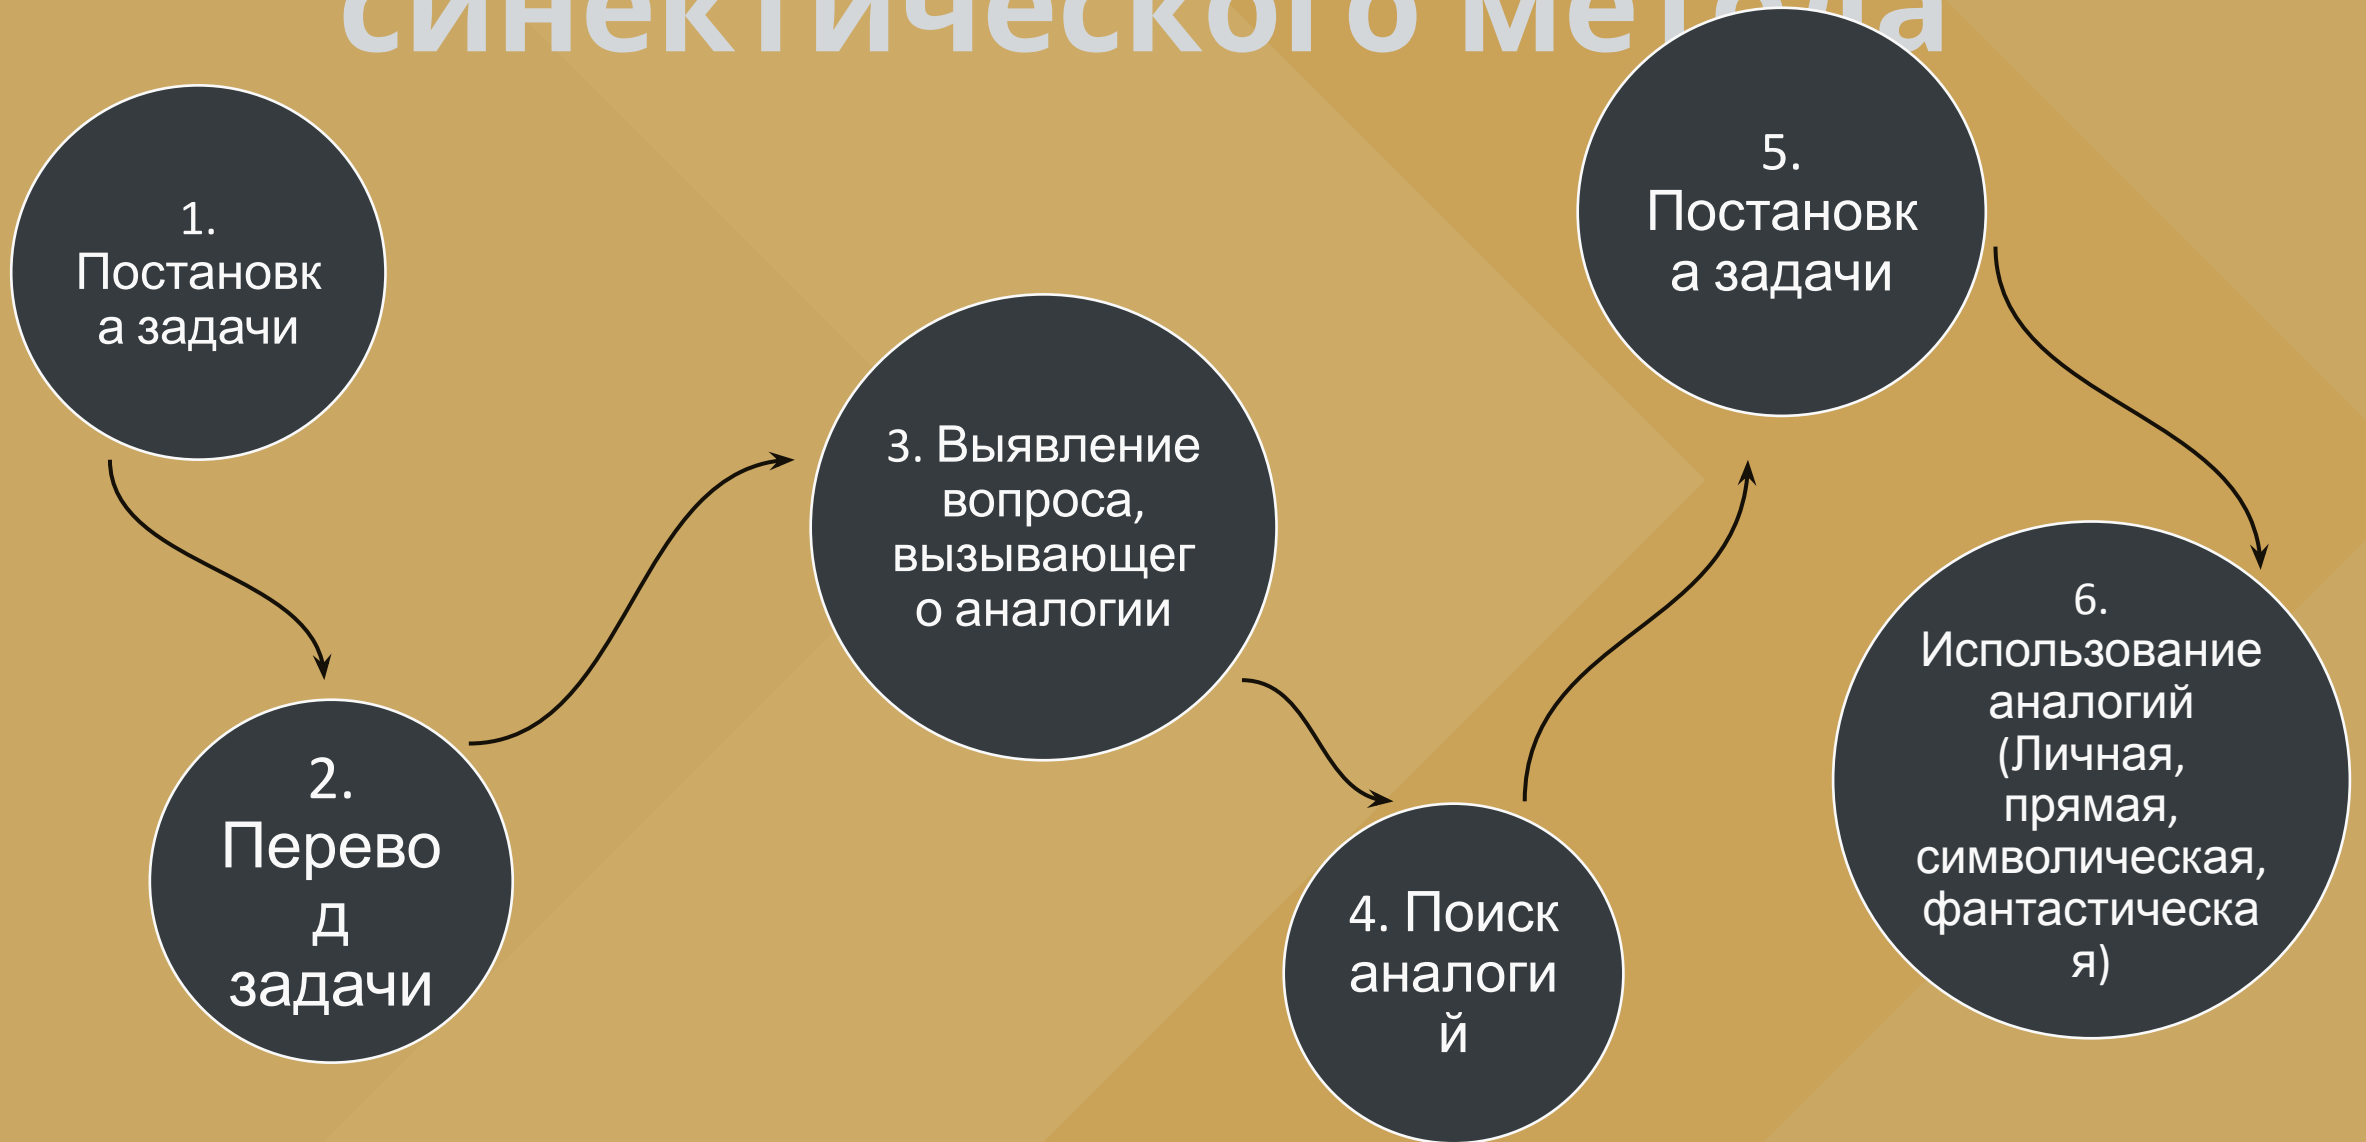 синектического метода
1.
Постановк
а задачи
2.
Перево
д
задачи
3. Выявление
вопроса,
вызывающег
о аналогии
4. Поиск
аналоги
й
5.
Постановк
а задачи
6.
Использование
аналогий
(Личная,
прямая,
символическая,
фантастическа
я)